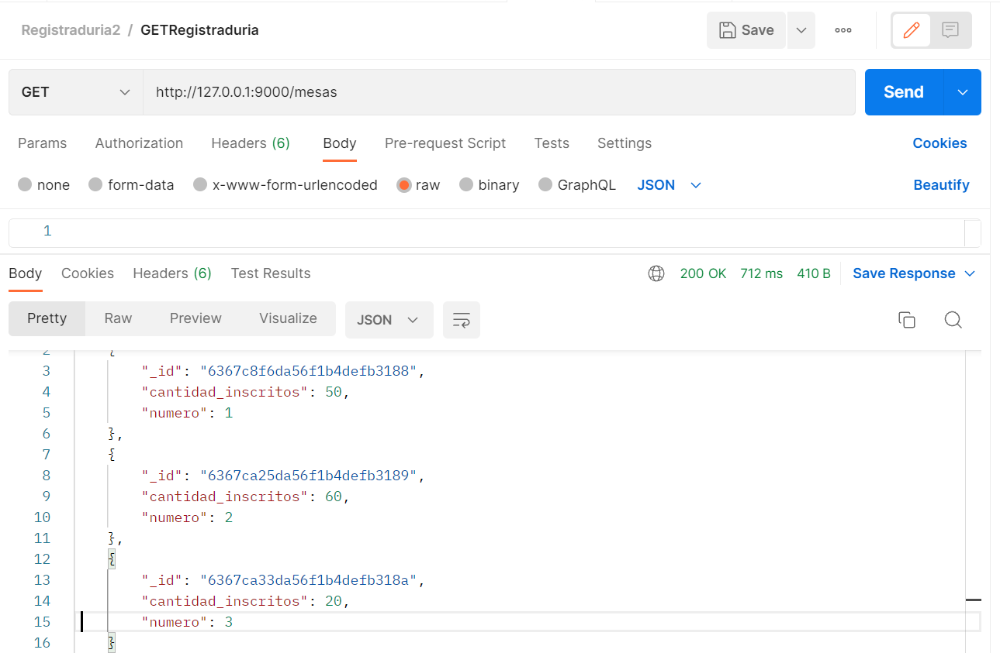 Registraduria2 / GETRegistraduria
Save
GET
http://127.0.0.1:9000/mesas
Send
Params Authorization Headers (6) Body Pre-request Script Tests Settings Cookies
none form-data x-www-form-urlencoded raw binary GraphQL JSON Beautify
1
Body Cookies Headers (6) Test Results 200 OK 712 ms 410 B Save Response
Pretty Raw Preview Visualize JSON
2 {
3 "_id": "6367c8f6da56f1b4defb3188",
4 "cantidad_inscritos": 50,
5 "numero": 1
6 },
7 {
8 "_id": "6367ca25da56f1b4defb3189",
9 "cantidad_inscritos": 60,
10 "numero": 2
11 },
12 {
13 "_id": "6367ca33da56f1b4defb318a",
14 "cantidad_inscritos": 20,
15 "numero": 3
16 }